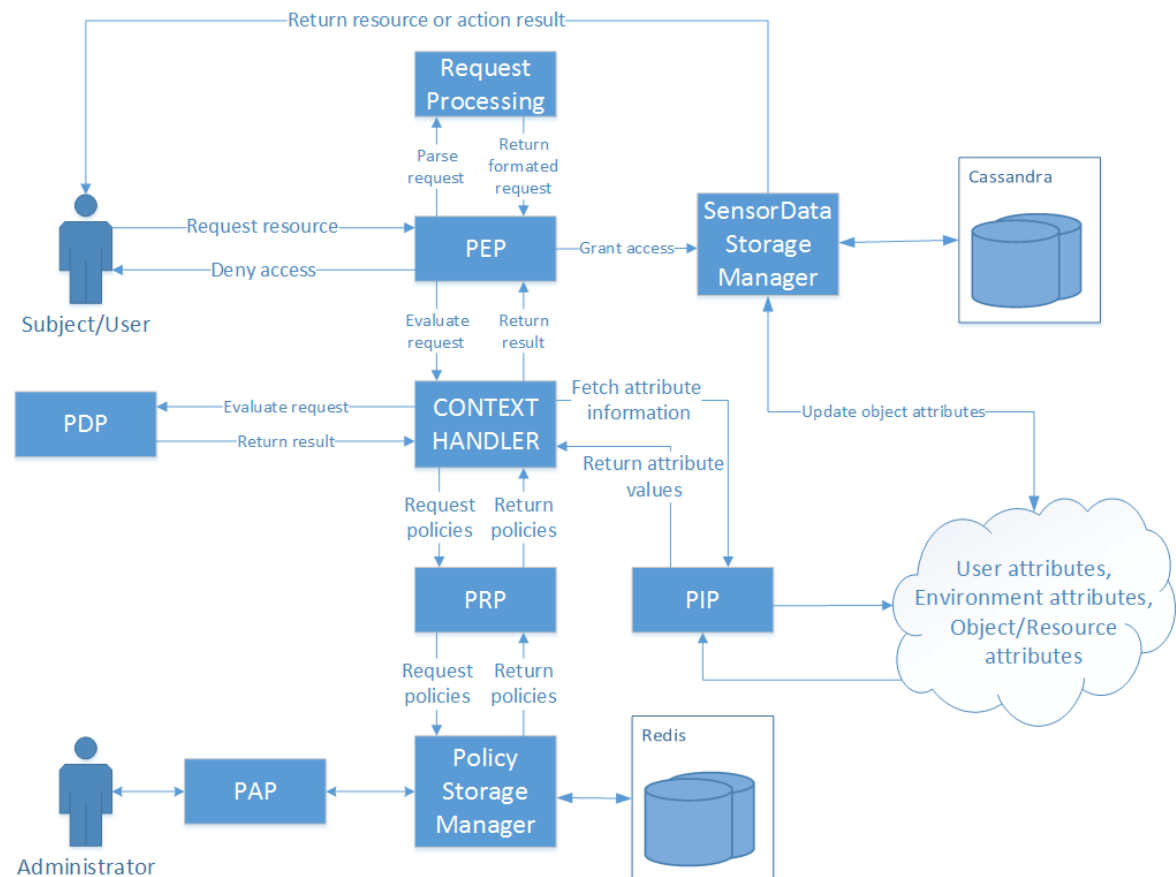 Return resource or action result
Request
Processing
Parse
request
Return
formated
request
Cassandra
SensorData
Storage
Manager
Request resource
PEP
Grant access
Deny access
Subject/User
Evaluate
request
Return
result
PDP
Evaluate request
Return result
CONTEXT
HANDLER
Fetch attribute
information
Return attribute
values
Update object attributes
Request
policies
Return
policies
PRP
PIP
User attributes,
Environment attributes,
Object/Resource
attributes
Request
policies
Return
policies
Redis
Policy
Storage
Manager
PAP
Administrator